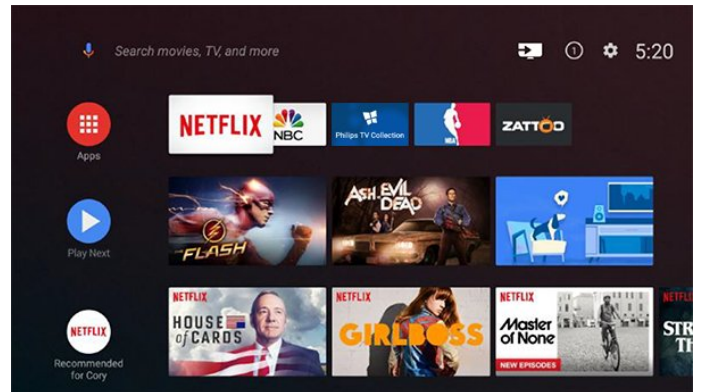 Search movies, TV, and more
1
5:20
NETFLIX
NBC
Philips TV Collection
NBA
ZATTOO
Apps
THE FLASH
ASH VS EVIL DEAD
Play Next
NETFLIX
HOUSE of CARDS
NETFLIX
GIRLBOSS
NETFLIX
Master of None
NEW EPISODES
NETFLIX
Recommended
for Cory